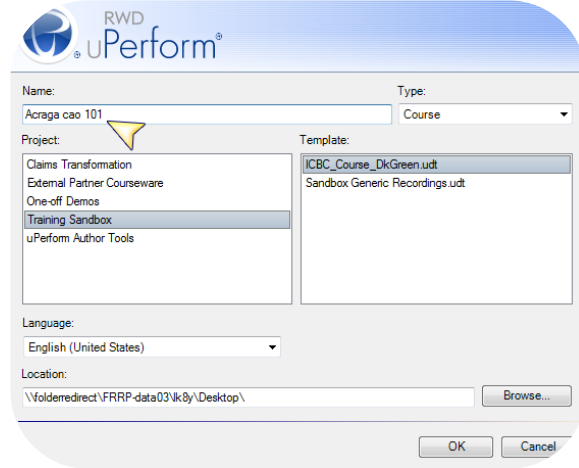 RWD
uPerform®
Name:
Type:
Acraga cao 101
Course
Project:
Template:
Claims Transformation
External Partner Courseware
One-off Demos
Training Sandbox
uPerform Author Tools
ICBC_Course_DkGreen.udt
Sandbox Generic Recordings.udt
Language:
English (United States)
Location:
\\folderredirect\FRRP-data03\lk8y\Desktop\
Browse...
OK
Cancel